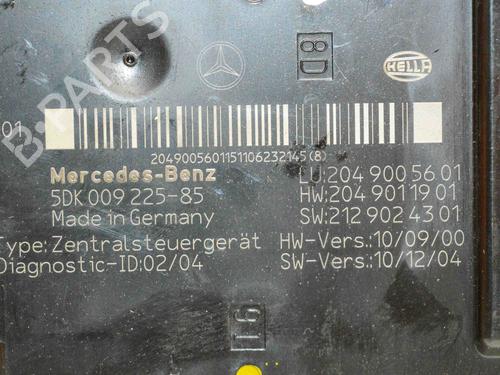 8D
HELLA
01
2049005601151106232145(8)
Mercedes-Benz
LU:204 900 56 01
5DK 009 225-85
HW:204 901 19 01
Made in Germany
SW:212 902 43 01
Type: Zentralsteuergerät
HW-Vers.: 10/09/00
Diagnostic-ID:02/04
SW-Vers.: 10/12/04
16
B-PARTS